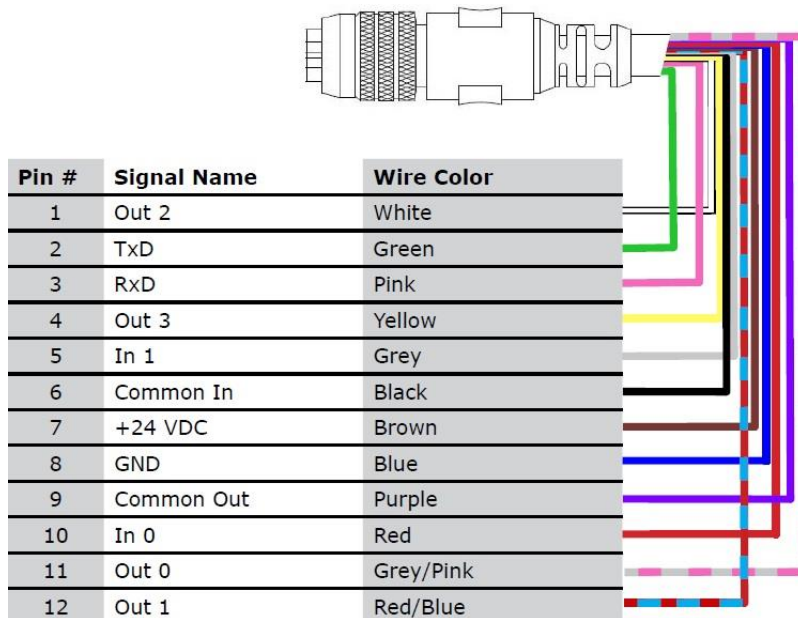 Pin # Signal Name Wire Color
1 Out 2 White
2 TxD Green
3 RxD Pink
4 Out 3 Yellow
5 In 1 Grey
6 Common In Black
7 +24 VDC Brown
8 GND Blue
9 Common Out Purple
10 In 0 Red
11 Out 0 Grey/Pink
12 Out 1 Red/Blue